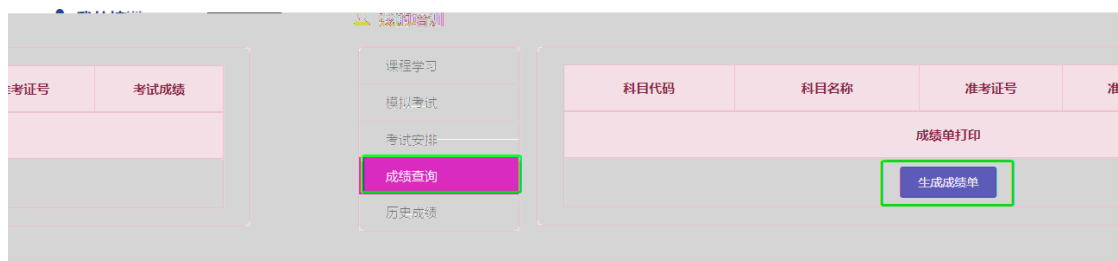 课程学习
模拟考试
考试安排
成绩查询
历史成绩
考证号 考试成绩
科目代码 科目名称 准考证号 准
成绩单打印
生成成绩单